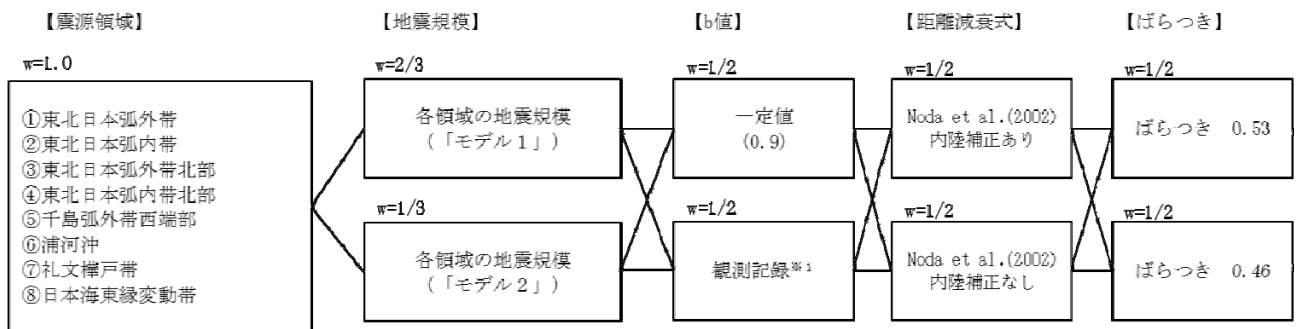 【震源領域】
【地震規模】
【b値】
【距離減衰式】
【ばらつき】
w=1.0
①東北日本弧外帯
②東北日本弧内帯
③東北日本弧外帯北部
④東北日本弧内帯北部
⑤千島弧外帯西端部
⑥浦河沖
⑦礼文樺戸帯
⑧日本海東縁変動帯
w=2/3
各領域の地震規模
(「モデル1」)
w=1/3
各領域の地震規模
(「モデル2」)
w=1/2
一定値
(0.9)
w=1/2
観測記録※1
w=1/2
Noda et al.(2002)
内陸補正あり
w=1/2
Noda et al.(2002)
内陸補正なし
w=1/2
ばらつき 0.53
w=1/2
ばらつき 0.46